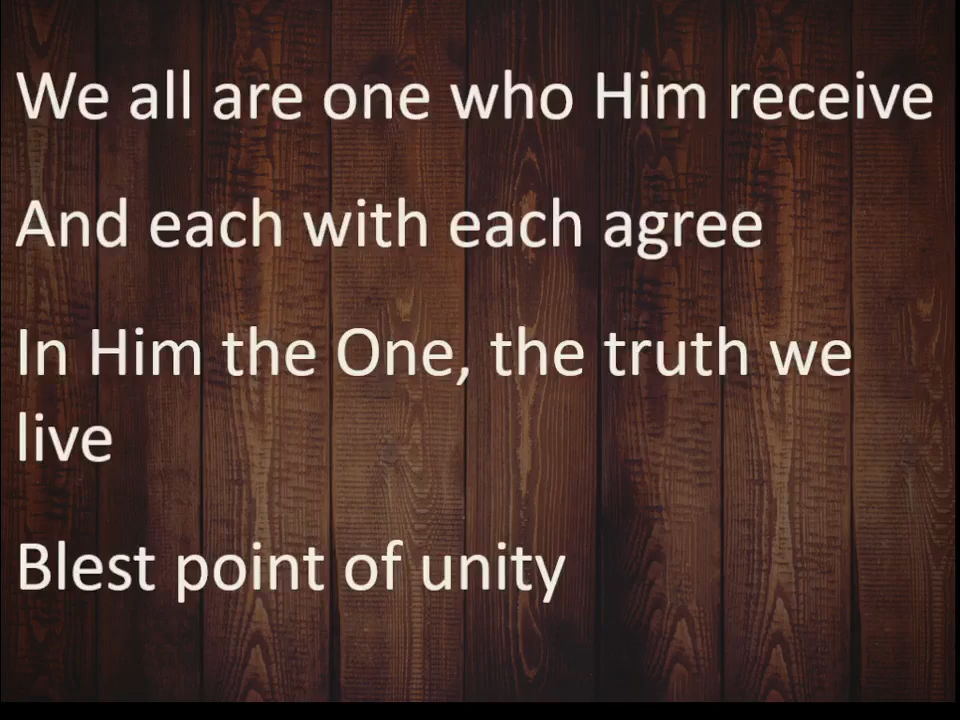 We all are one who Him receive
And each with each agree
In Him the One, the truth we
live
Blest point of unity